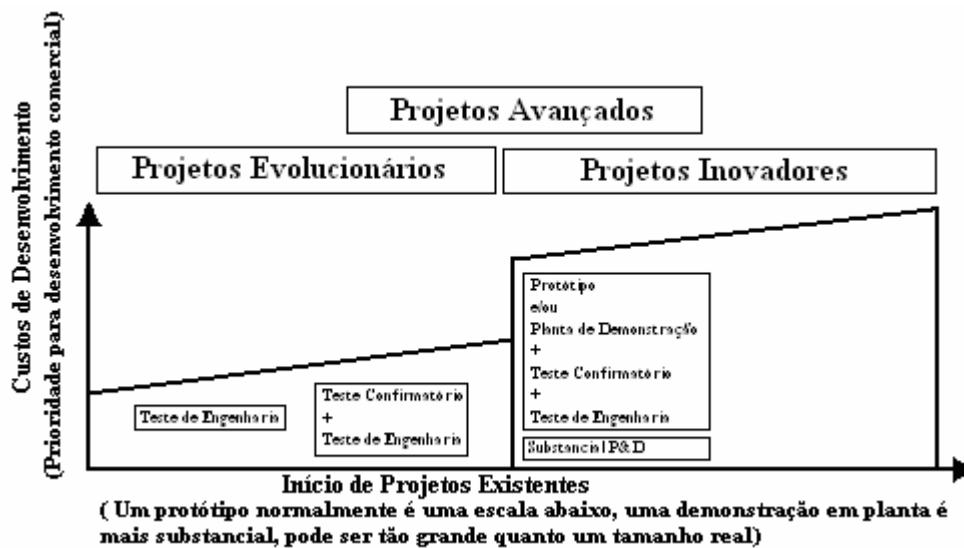 Custos de Desenvolvimento
(Prioridade para desenvolvimento comercial)
Projetos Avançados
Projetos Evolucionários
Projetos Inovadores
Teste de Engenharia
Teste Confirmatório
+
Teste de Engenharia
Protótipo
e/ou
Planta de Demonstração
+
Teste Confirmatório
+
Teste de Engenharia
Substancial P&D
Início de Projetos Existentes
( Um protótipo normalmente é uma escala abaixo, uma demonstração em planta é
mais substancial, pode ser tão grande quanto um tamanho real)